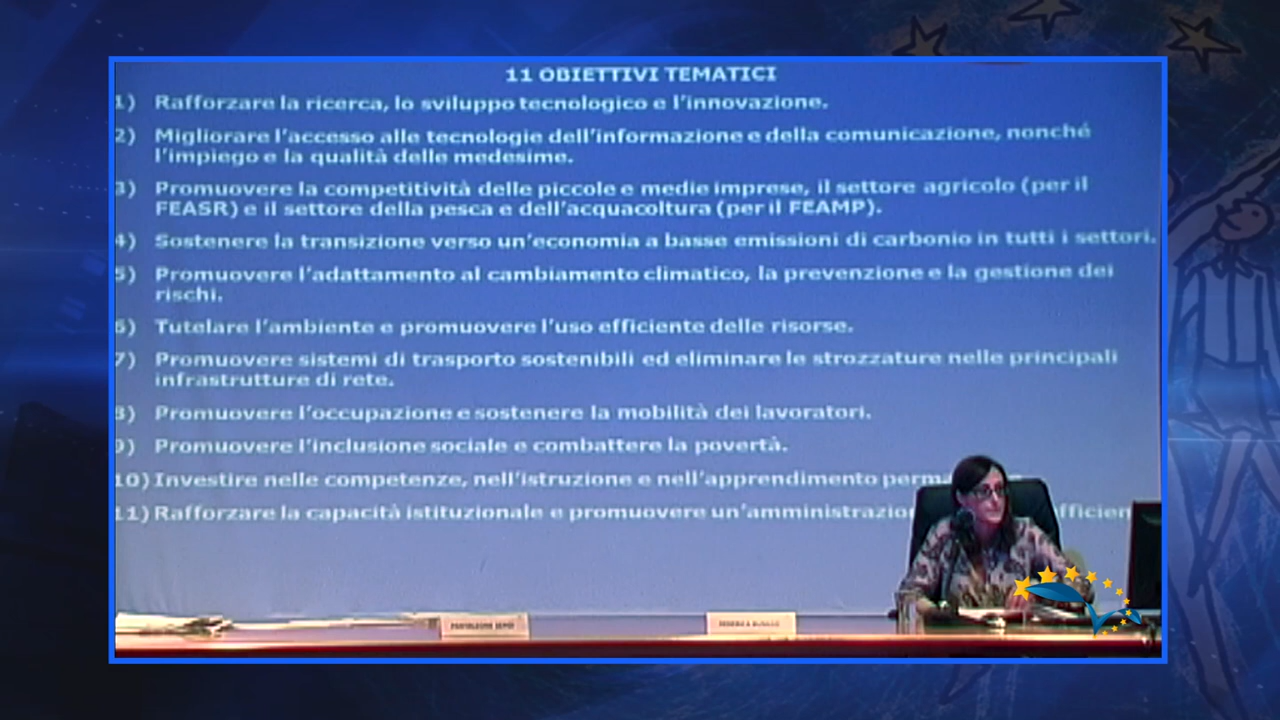 11 OBIETTIVI TEMATICI
1) Rafforzare la ricerca, lo sviluppo tecnologico e l'innovazione.
2) Migliorare l'accesso alle tecnologie dell'informazione e della comunicazione, nonché
l'impiego e la qualità delle medesime.
3) Promuovere la competitività delle piccole e medie imprese, il settore agricolo (per il
FEASR) e il settore della pesca e dell'acquacoltura (per il FEAMP).
4) Sostenere la transizione verso un'economia a basse emissioni di carbonio in tutti i settori.
5) Promuovere l'adattamento al cambiamento climatico, la prevenzione e la gestione dei
rischi.
6) Tutelare l'ambiente e promuovere l'uso efficiente delle risorse.
7) Promuovere sistemi di trasporto sostenibili ed eliminare le strozzature nelle principali
infrastrutture di rete.
8) Promuovere l'occupazione e sostenere la mobilità dei lavoratori.
9) Promuovere l'inclusione sociale e combattere la povertà.
10) Investire nelle competenze, nell'istruzione e nell'apprendimento
11) Rafforzare la capacità istituzionale e promuovere